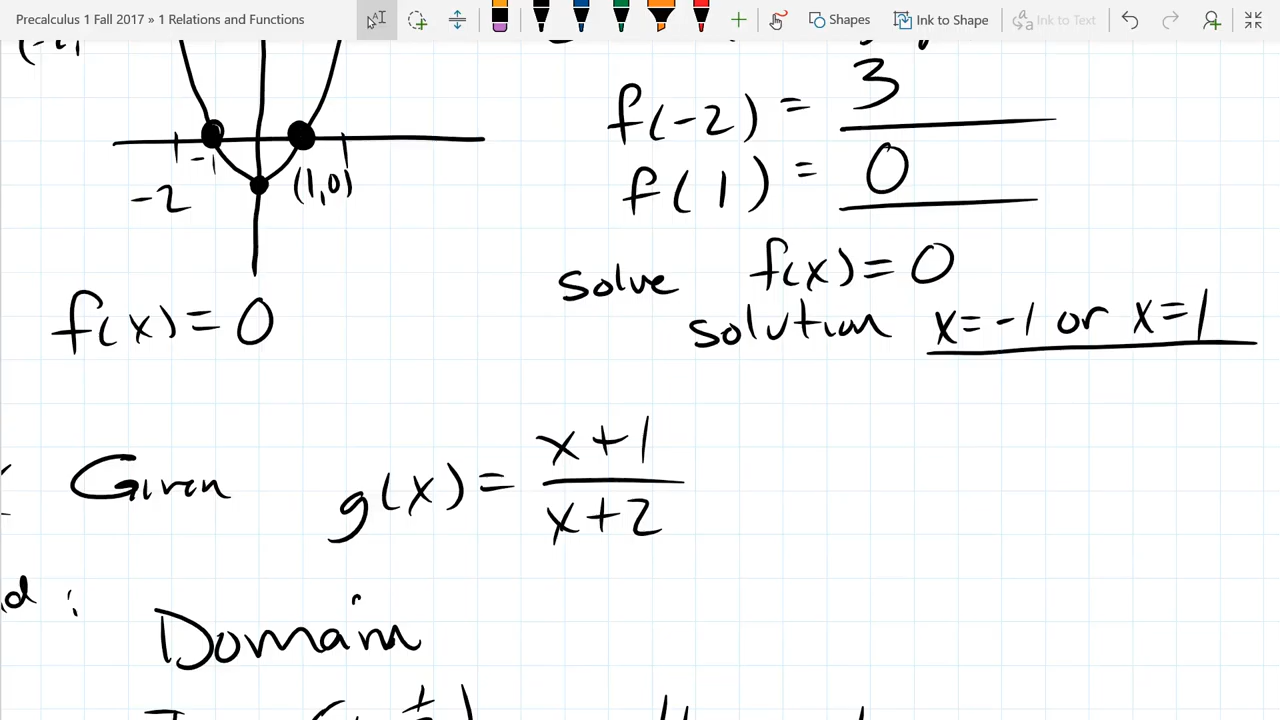 Precalculus 1 Fall 2017 » 1 Relations and Functions
Shapes
Ink to Shape
Ink to Text
f(-2) = 3
f(1) = 0
-1
-2
(1,0)
solve f(x) = 0
solution x=-1 or x=1
f(x) = 0
Given g(x) = x+1
x+2
Domain